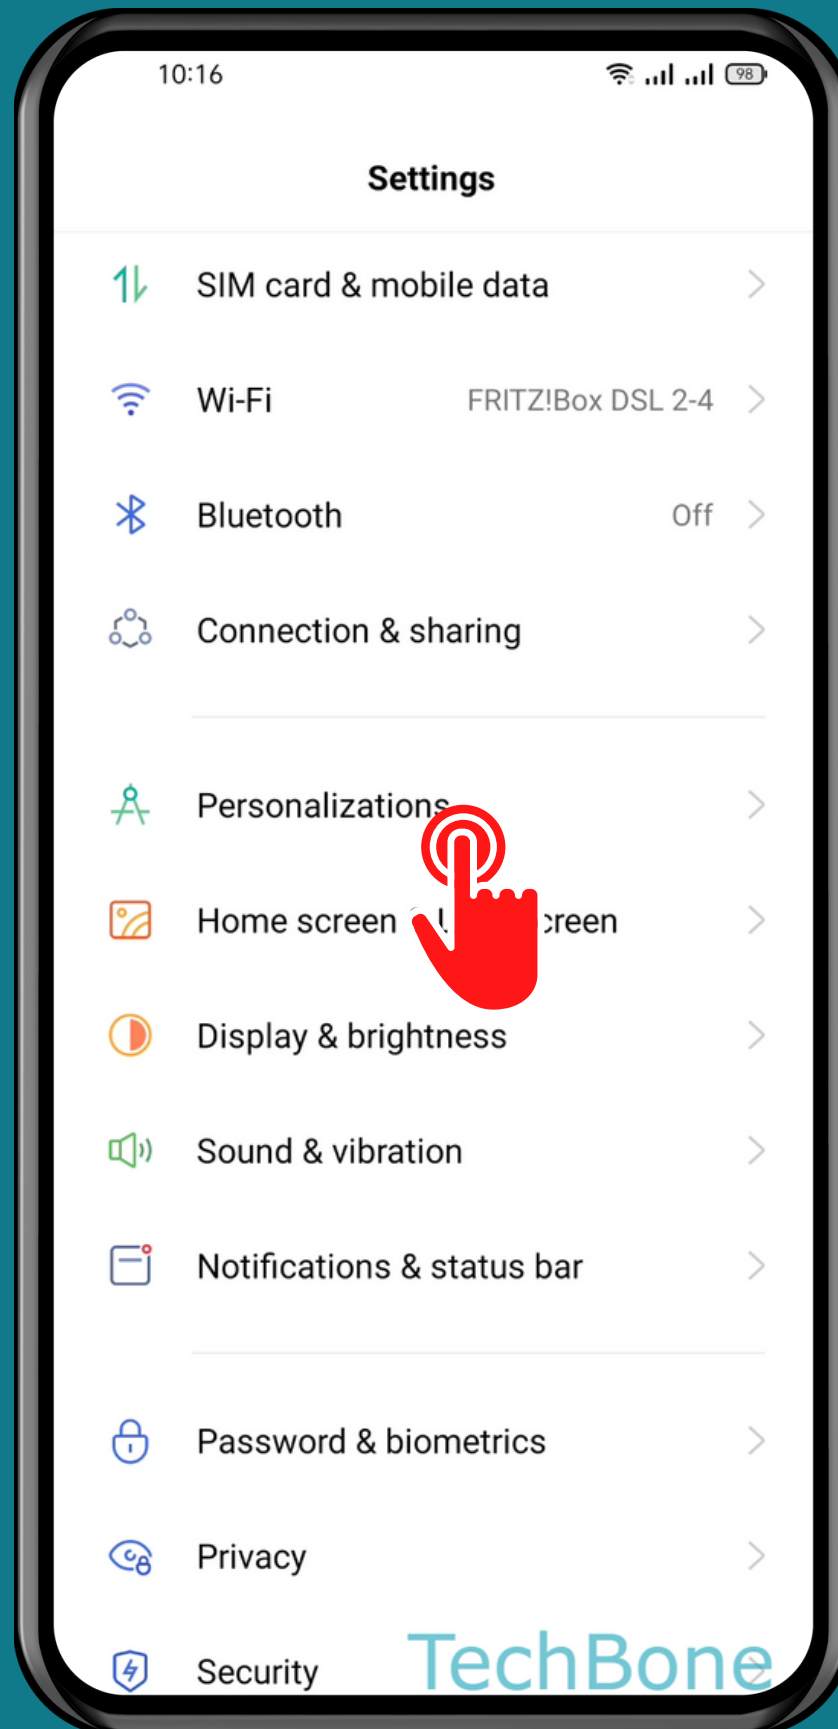 10:16
98
Settings
SIM card & mobile data
Wi-Fi
FRITZ!Box DSL 2-4
Bluetooth
Off
Connection & sharing
Personalizations
Home screen
Display & brightness
Sound & vibration
Notifications & status bar
Password & biometrics
Privacy
Security
TechBone